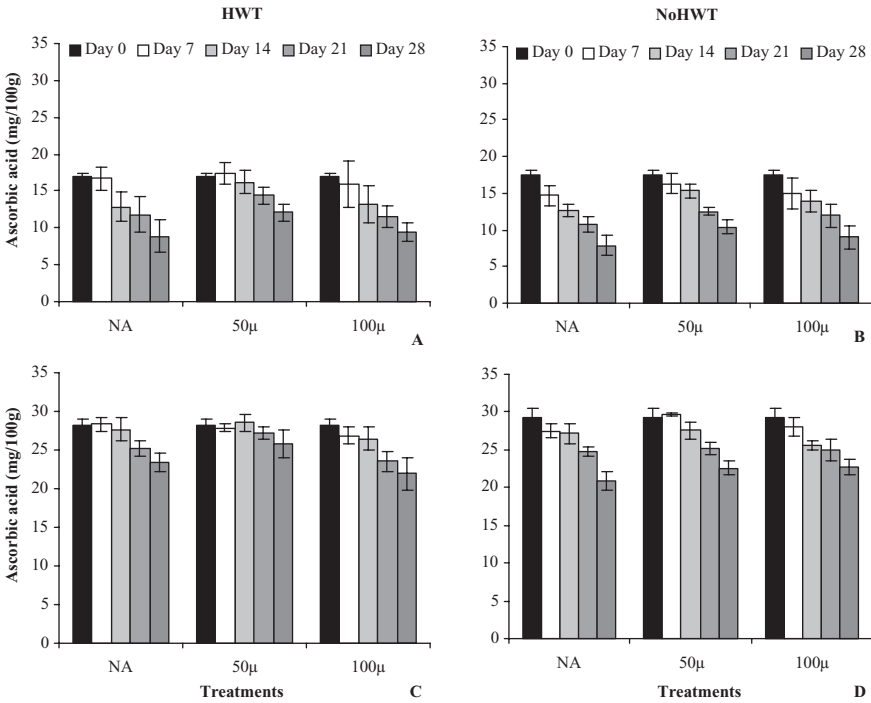 HWT
NoHWT
35
30
25
20
15
10
5
0
Ascorbic acid (mg/100g)
Day 0 Day 7 Day 14 Day 21 Day 28
NA 50µ 100µ
A
35
30
25
20
15
10
5
0
Day 0 Day 7 Day 14 Day 21 Day 28
NA 50µ 100µ
B
35
30
25
20
15
10
5
0
Ascorbic acid (mg/100g)
NA 50µ 100µ
Treatments
C
35
30
25
20
15
10
5
0
NA 50µ 100µ
Treatments
D